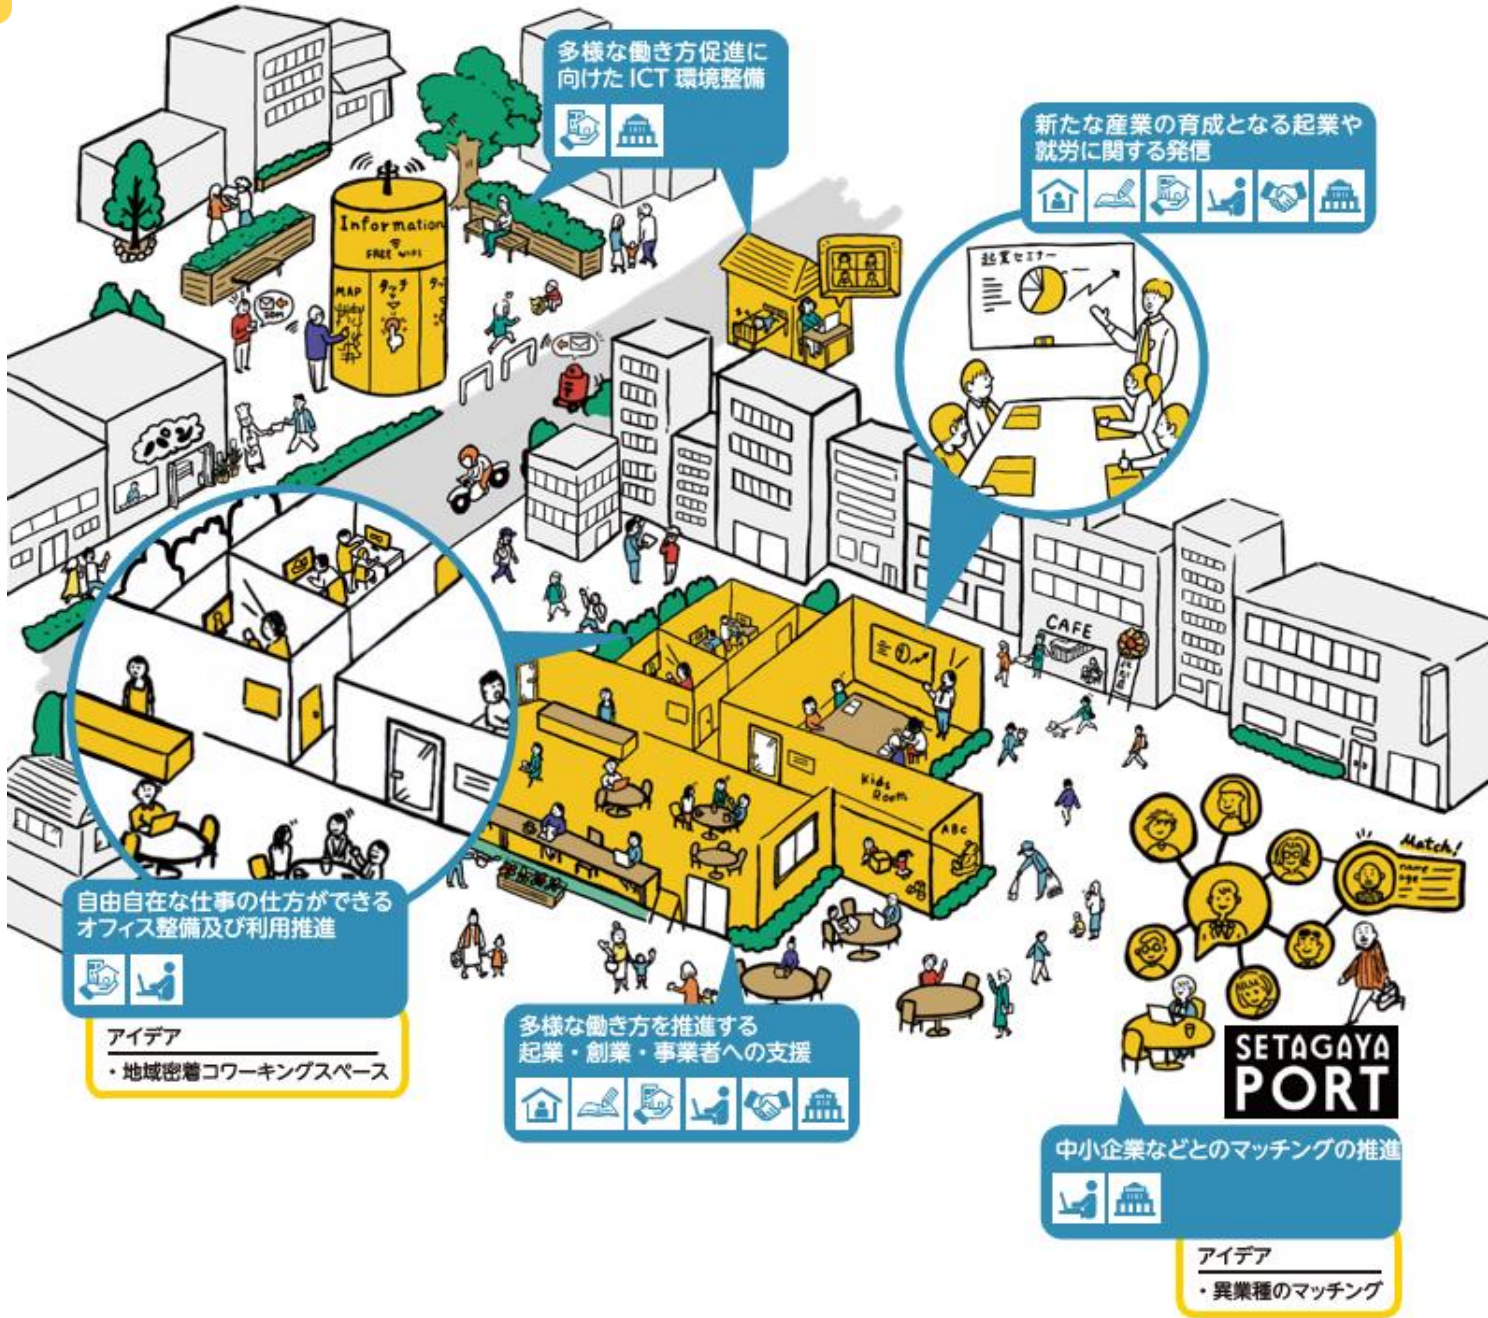 多様な働き方促進に
向けた ICT 環境整備
新たな産業の育成となる起業や
就労に関する発信
起業セミナー
Information
FREE WiFi
MAP
タッチ
パン
CAFE
Kids
Room
ABC
Match!
name
age
自由自在な仕事の仕方ができる
オフィス整備及び利用推進
アイデア
・地域密着コワーキングスペース
多様な働き方を推進する
起業・創業・事業者への支援
SETAGAYA
PORT
中小企業などとのマッチングの推進
アイデア
・異業種のマッチング